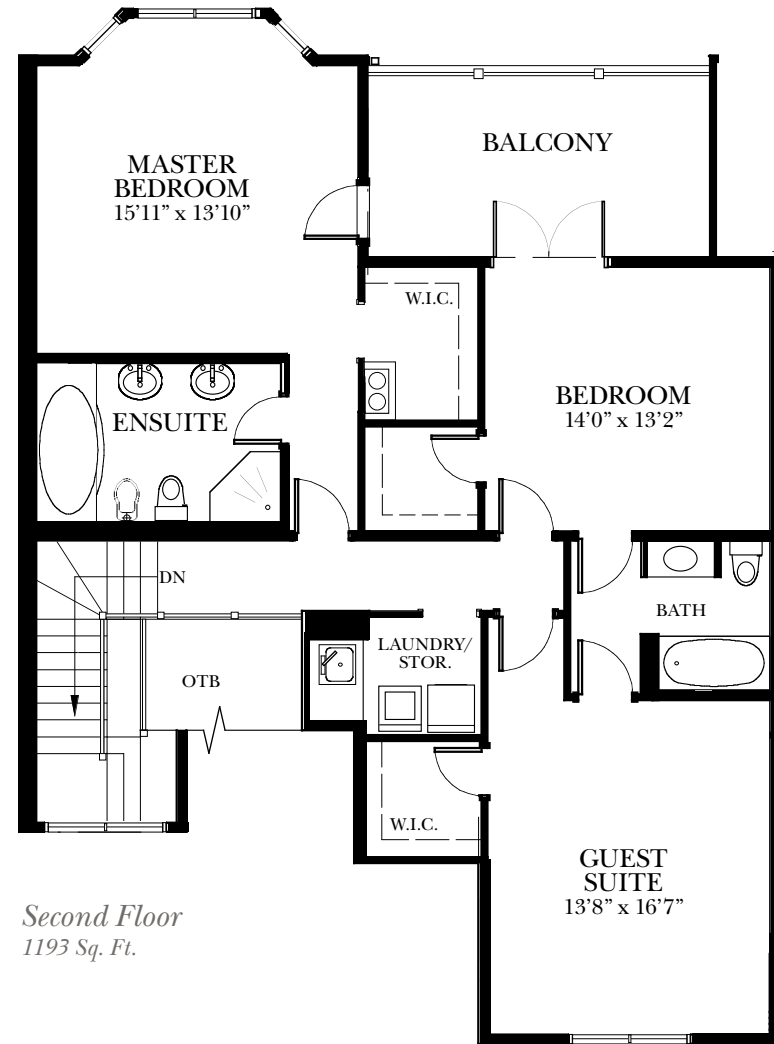 MASTER
BEDROOM
15’11” x 13’10”
BALCONY
W.I.C.
BEDROOM
14’0” x 13’2”
ENSUITE
DN
BATH
LAUNDRY/
STOR.
OTB
W.I.C.
GUEST
SUITE
13’8” x 16’7”
Second Floor
1193 Sq. Ft.